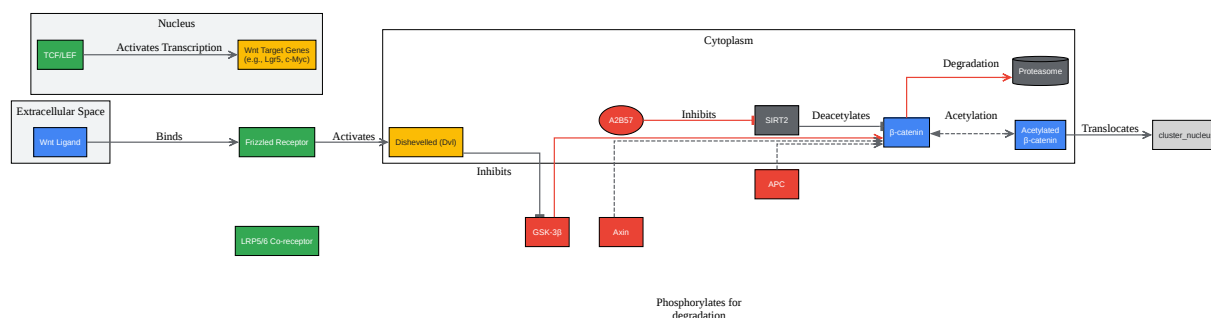 Nucleus
TCF/LEF
Activates Transcription
Wnt Target Genes
(e.g., Lgr5, c-Myc)
Cytoplasm
Degradation
Proteasome
Extracellular Space
Wnt Ligand
Binds
Frizzled Receptor
Activates
Dishevelled (Dvl)
Inhibits
A2B57
Inhibits
SIRT2
Deacetylates
β-catenin
Acetylation
Acetylated
β-catenin
Translocates
cluster_nucleu
APC
GSK-3β
Axin
LRP5/6 Co-receptor
Phosphorylates for
degradation